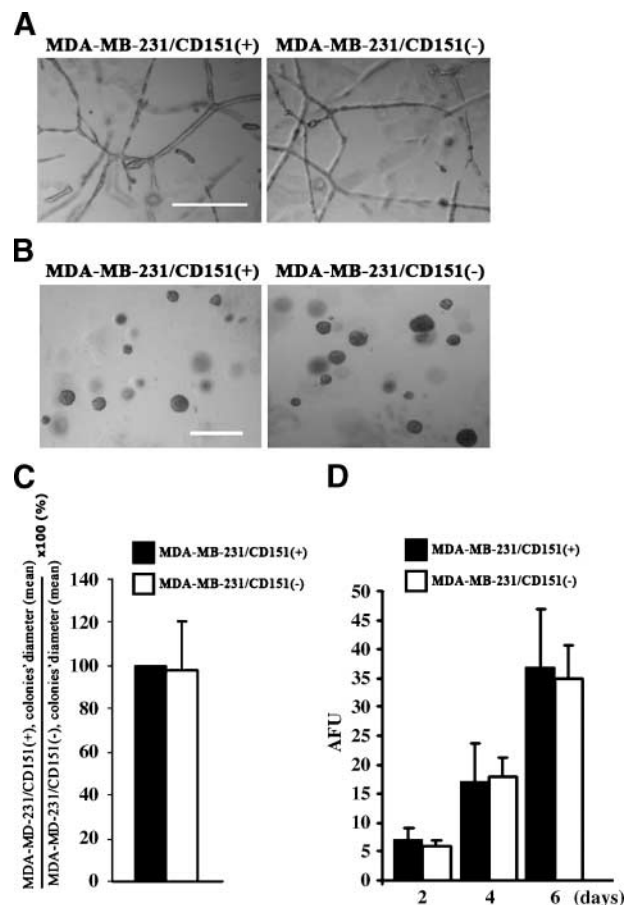 A
MDA-MB-231/CD151(+) MDA-MB-231/CD151(-)
B
MDA-MB-231/CD151(+) MDA-MB-231/CD151(-)
C
MDA-MD-231/CD151(+), colonies' diameter (mean)
MDA-MD-231/CD151(-), colonies' diameter (mean)
x100 (%)
MDA-MB-231/CD151(+)
MDA-MB-231/CD151(-)
140
120
100
80
60
40
20
0
D
MDA-MB-231/CD151(+)
MDA-MB-231/CD151(-)
AFU
50
45
40
35
30
25
20
15
10
5
0
2 4 6 (days)